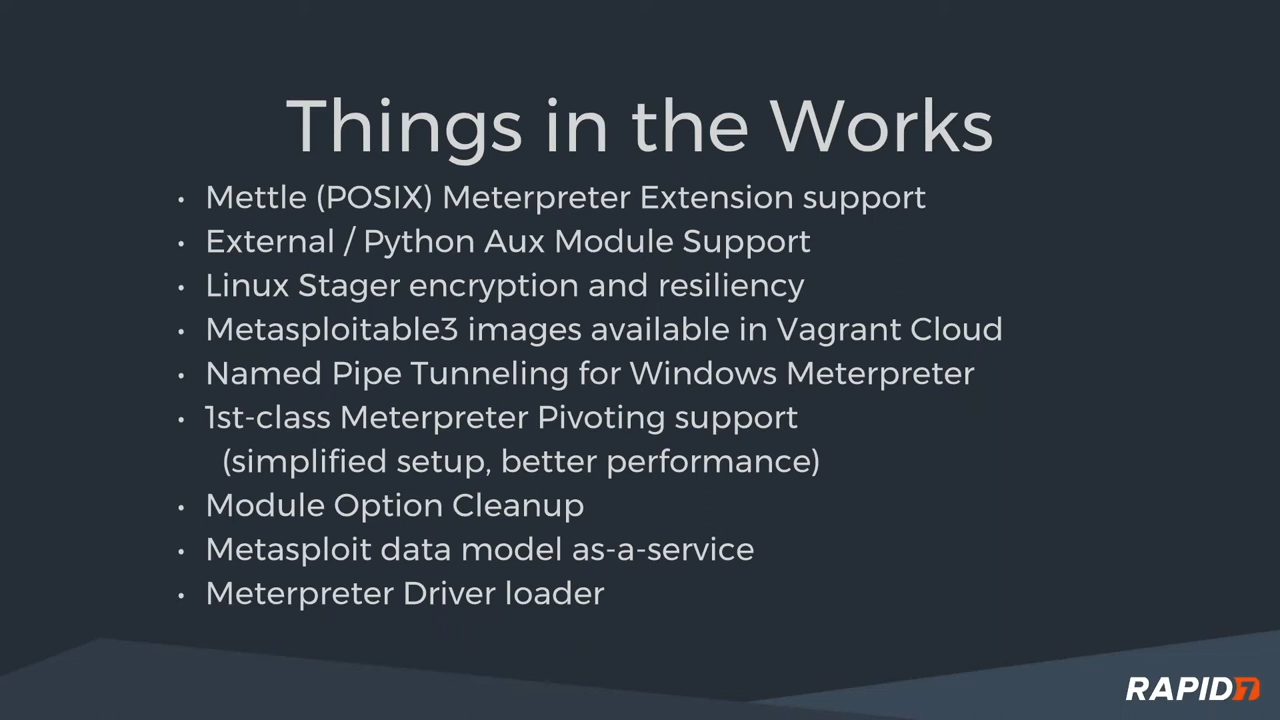 Things in the Works
• Mettle (POSIX) Meterpreter Extension support
• External / Python Aux Module Support
• Linux Stager encryption and resiliency
• Metasploitable3 images available in Vagrant Cloud
• Named Pipe Tunneling for Windows Meterpreter
• 1st-class Meterpreter Pivoting support
(simplified setup, better performance)
• Module Option Cleanup
• Metasploit data model as-a-service
• Meterpreter Driver loader
RAPID7